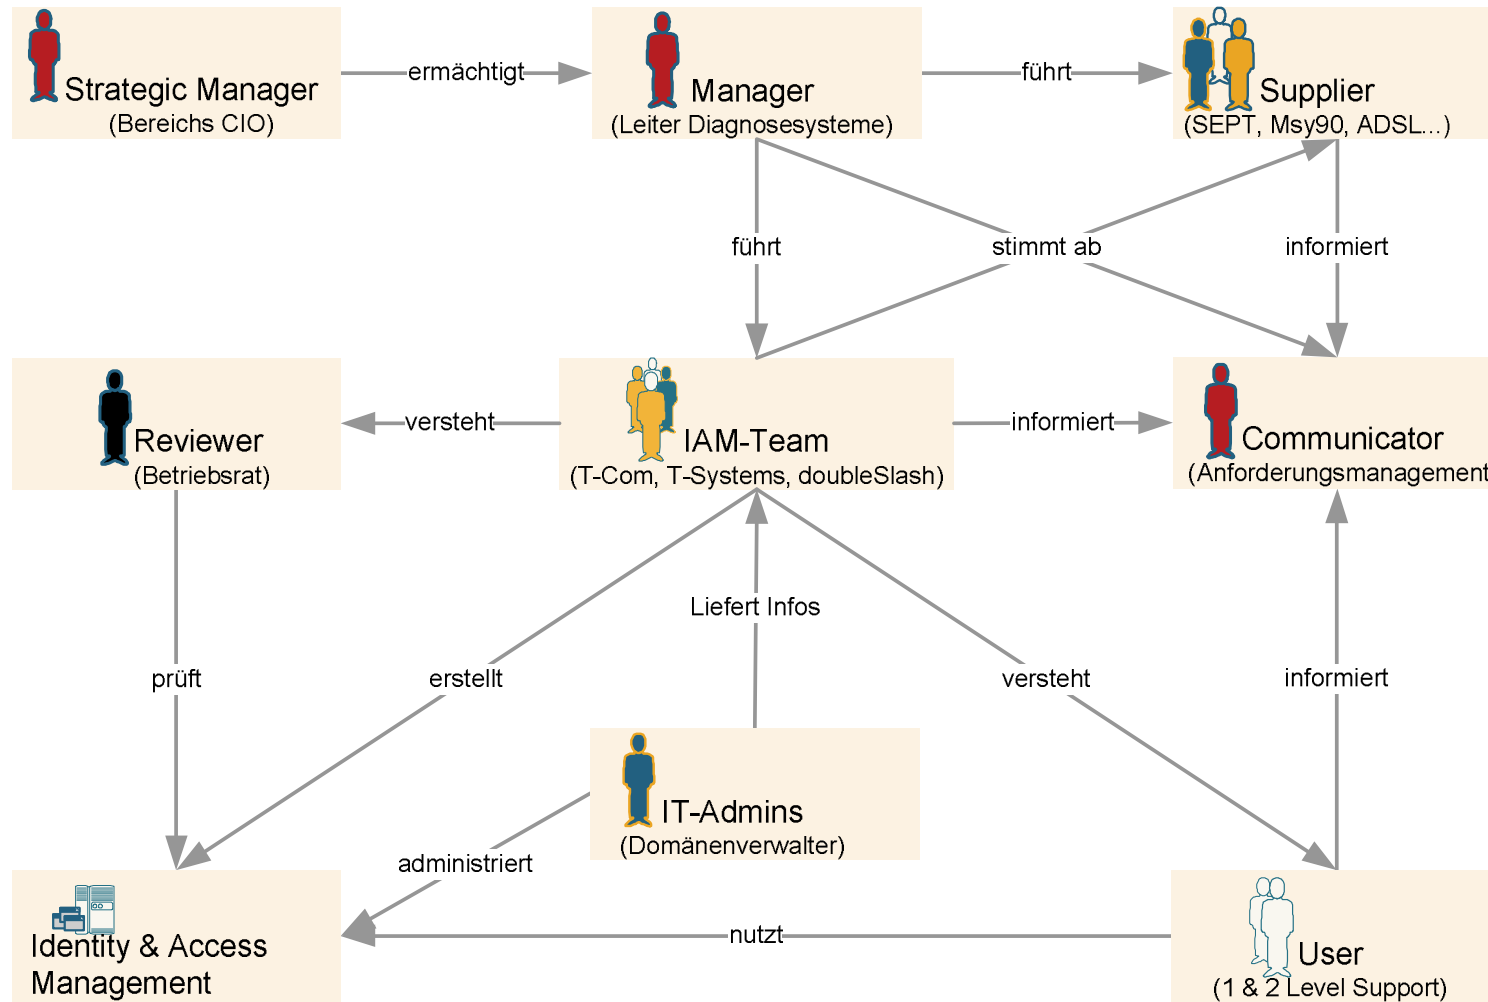 Strategic Manager
(Bereichs CIO)
ermächtigt
Manager
(Leiter Diagnosesysteme)
führt
Supplier
(SEPT, Msy90, ADSL...)
führt
stimmt ab
informiert
Reviewer
(Betriebsrat)
versteht
IAM-Team
(T-Com, T-Systems, doubleSlash)
informiert
Communicator
(Anforderungsmanagement
Liefert Infos
prüft
erstellt
versteht
informiert
IT-Admins
(Domänenverwalter)
administriert
Identity & Access
Management
nutzt
User
(1 & 2 Level Support)